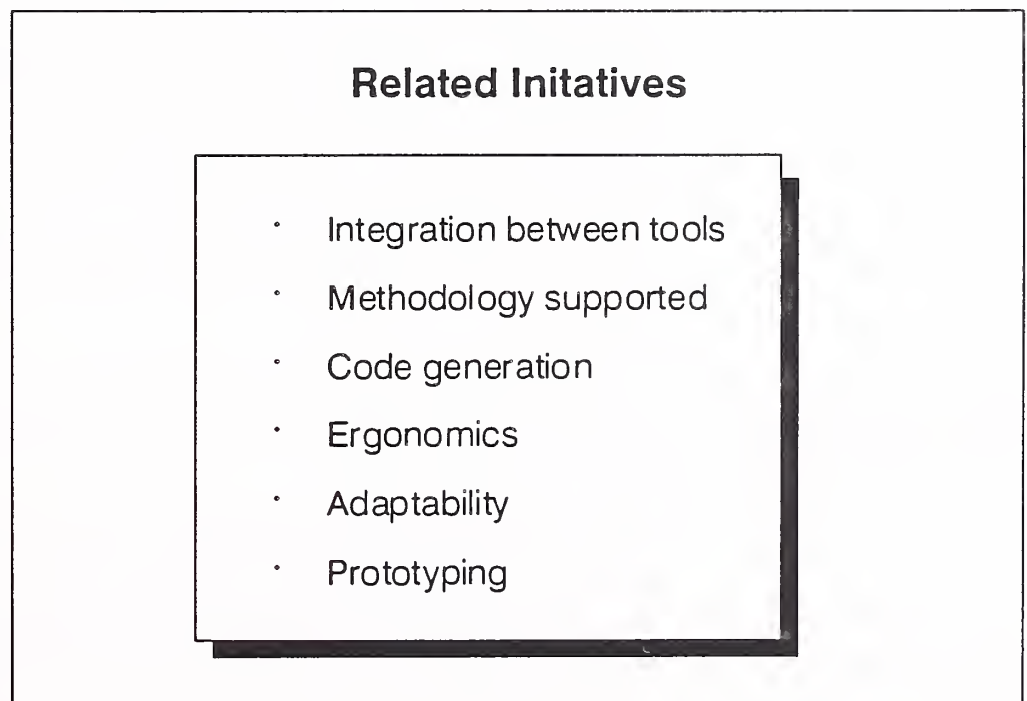 Related Initatives
· Integration between tools
· Methodology supported
· Code generation
· Ergonomics
· Adaptability
· Prototyping